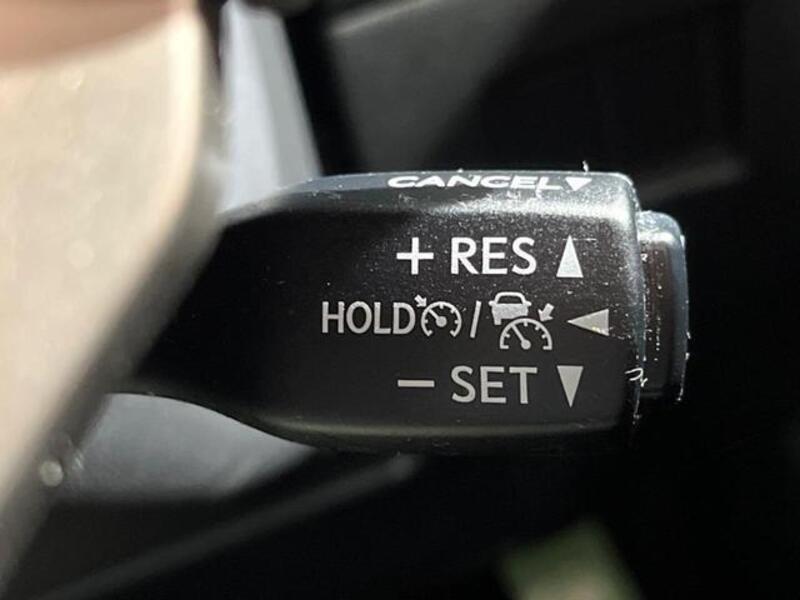 CANCEL
+ RES
HOLD /
− SET